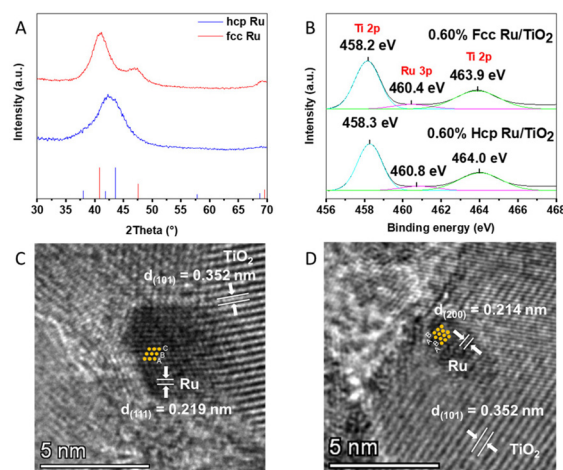 A
hcp Ru
fcc Ru
Intensity (a.u.)
30 35 40 45 50 55 60 65 70
2Theta (°)
B
Ti 2p
458.2 eV
Ru 3p
460.4 eV
Ti 2p
463.9 eV
0.60% Fcc Ru/TiO₂
458.3 eV
460.8 eV
464.0 eV
0.60% Hcp Ru/TiO₂
Intensity (a.u.)
456 458 460 462 464 466 468
Binding energy (eV)
C
TiO₂
d(101) = 0.352 nm
C
B
A
Ru
d(111) = 0.219 nm
5 nm
D
d(200) = 0.214 nm
Ru
d(101) = 0.352 nm
TiO₂
5 nm